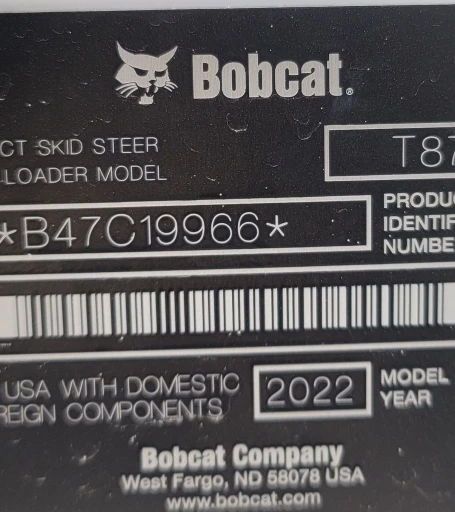 Bobcat®
CT SKID STEER
-LOADER MODEL
T87
*B47C19966*
PRODUC
IDENTIF
NUMBE
USA WITH DOMESTIC
REIGN COMPONENTS
2022
MODEL
YEAR
Bobcat Company
West Fargo, ND 58078 USA
www.bobcat.com